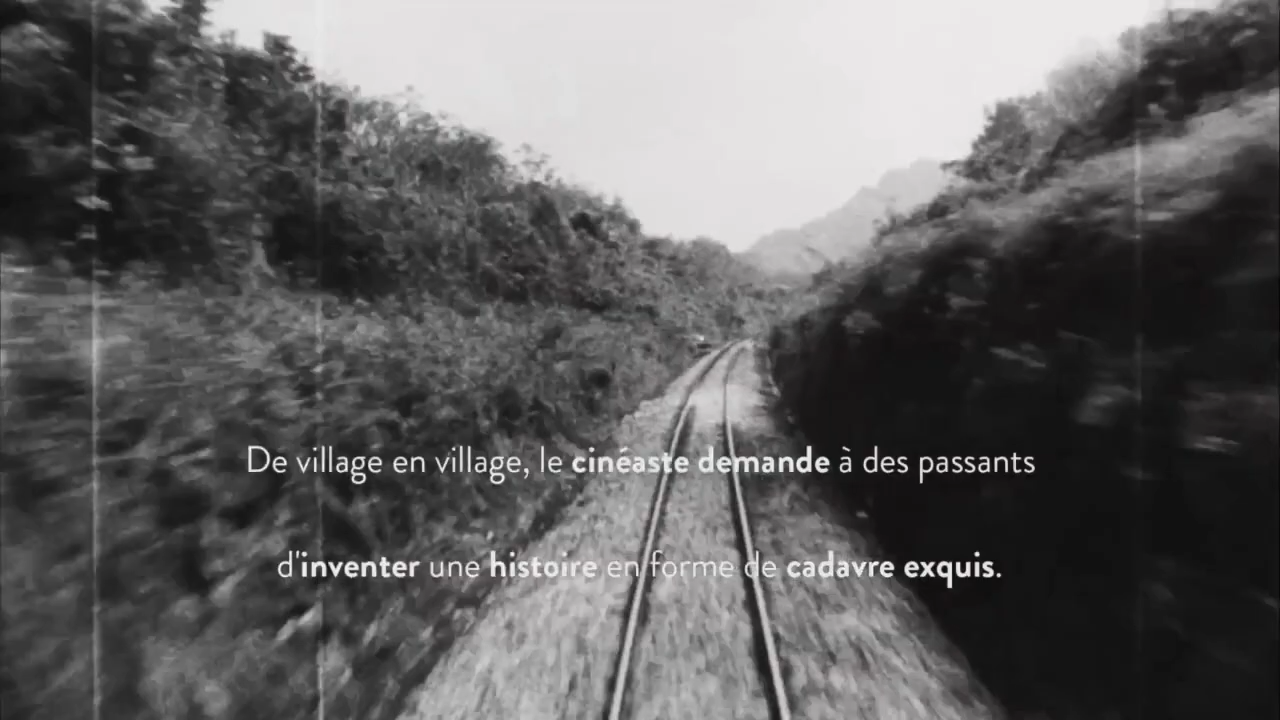 De village en village, le cinéaste demande à des passants
d'inventer une histoire en forme de cadavre exquis.